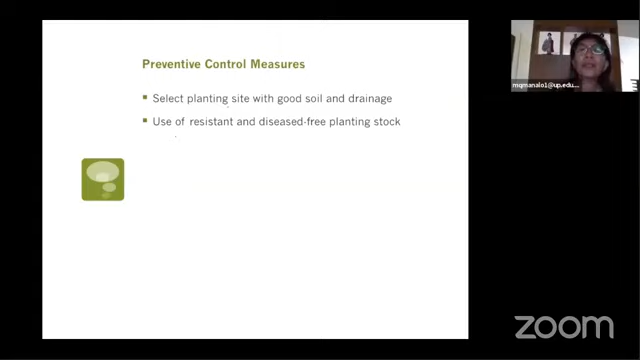 Preventive Control Measures
Select planting site with good soil and drainage
Use of resistant and diseased-free planting stock
mqmanalo1@up.edu...
zoom